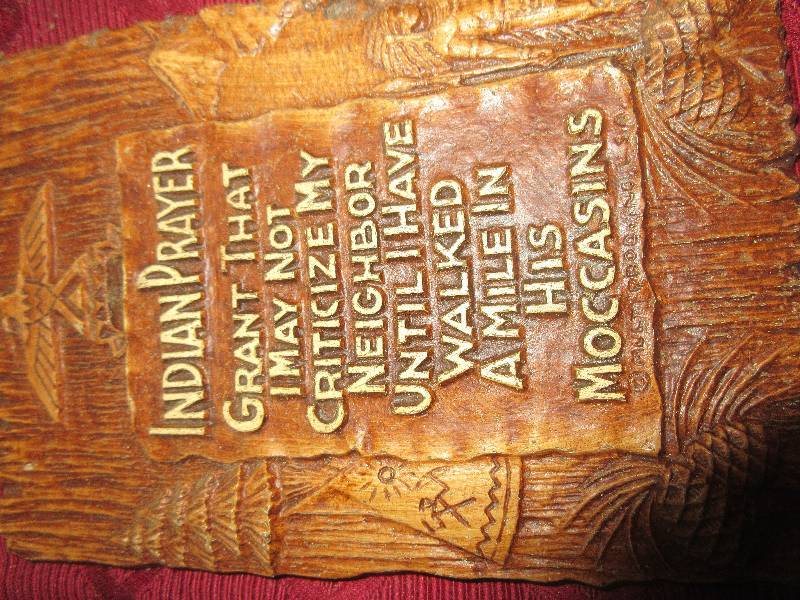 INDIAN PRAYER
GRANT THAT
I MAY NOT
CRITICIZE MY
NEIGHBOR
UNTIL I HAVE
WALKED
A MILE IN
HIS
MOCCASINS